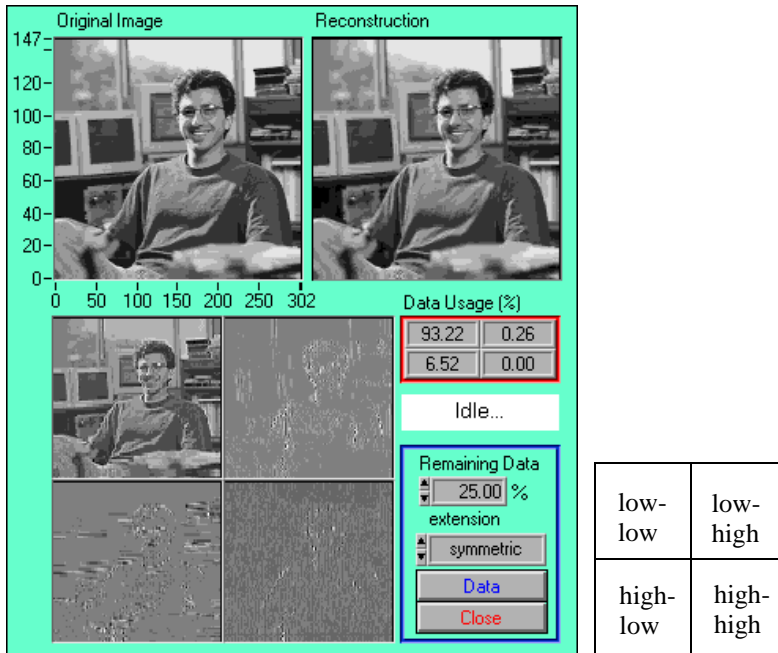 Original Image Reconstruction
147
120
100
80
60
40
20
0
0 50 100 150 200 250 302
Data Usage (%)
93.22 0.26
6.52 0.00
Idle...
Remaining Data
25.00 %
extension
symmetric
Data
Close
low- low-
low high
high- high-
low high